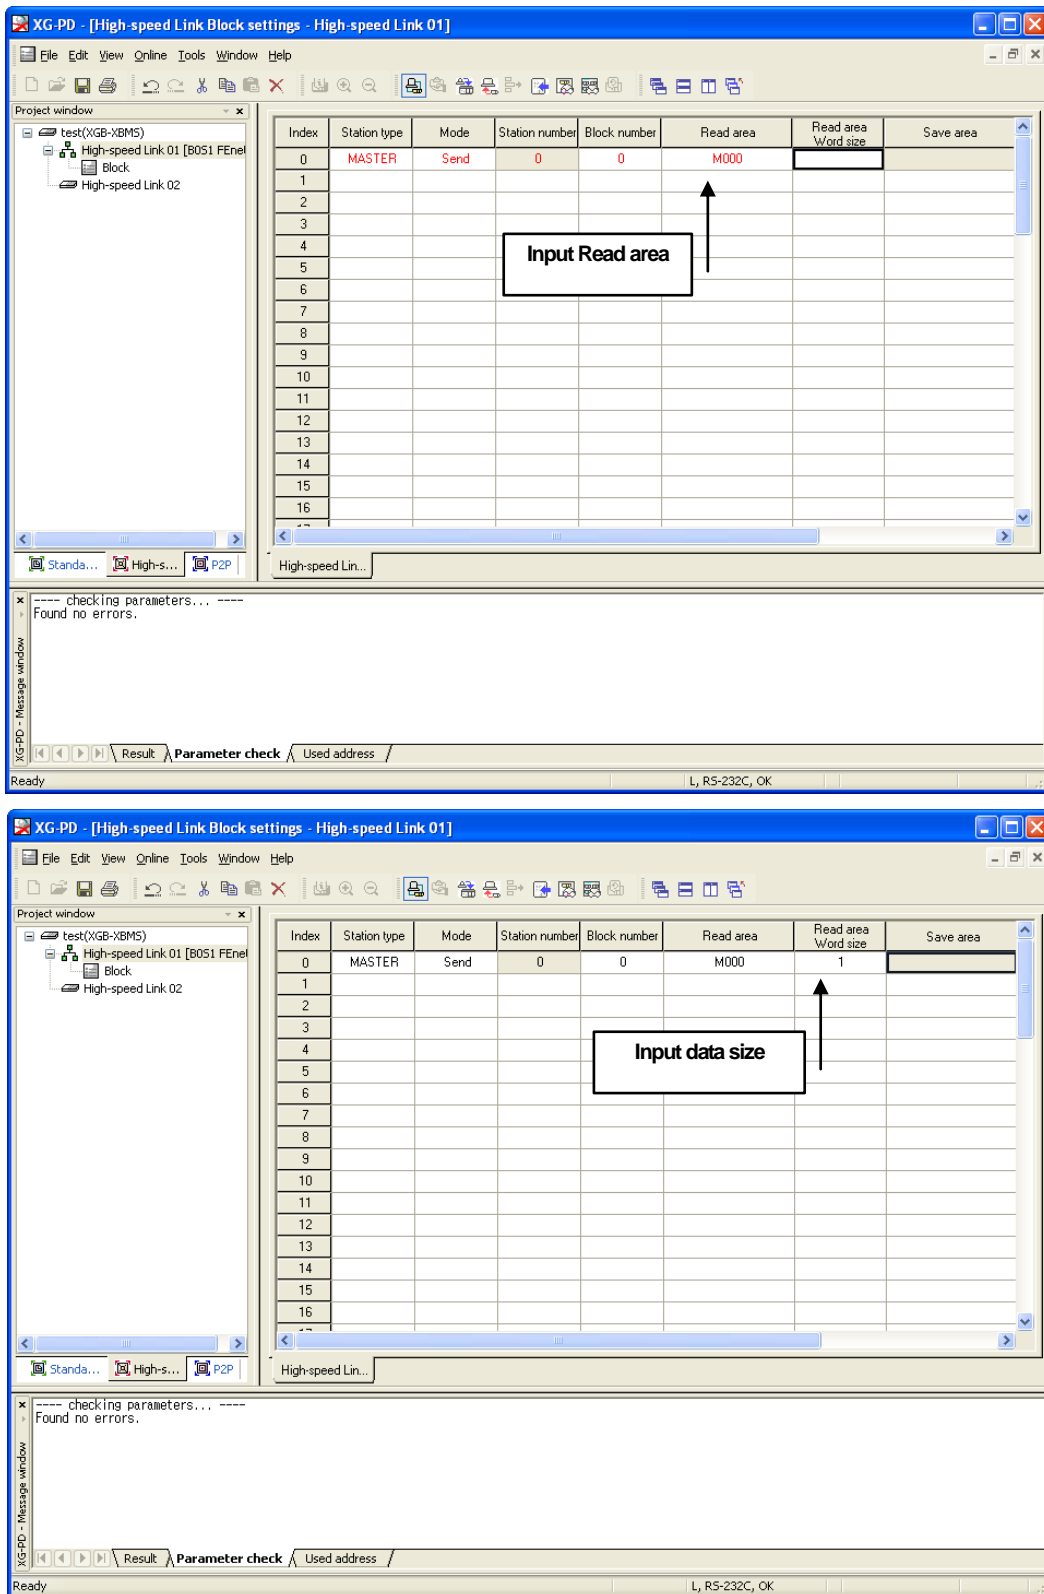 XG-PD - [High-speed Link Block settings - High-speed Link 01]
File Edit View Online Tools Window Help
Project window
test(XGB-XBMS)
High-speed Link 01 [B0S1 FEnet
Block
High-speed Link 02
Standa... High-s... P2P
Index Station type Mode Station number Block number Read area Read area Word size Save area
0 MASTER Send 0 0 M000
1
2
3
4
5
6
7
8
9
10
11
12
13
14
15
16
Input Read area
High-speed Lin...
---- checking parameters... ----
Found no errors.
XG-PD - Message window
Result Parameter check Used address
Ready L, RS-232C, OK
XG-PD - [High-speed Link Block settings - High-speed Link 01]
File Edit View Online Tools Window Help
Project window
test(XGB-XBMS)
High-speed Link 01 [B0S1 FEnet
Block
High-speed Link 02
Standa... High-s... P2P
Index Station type Mode Station number Block number Read area Read area Word size Save area
0 MASTER Send 0 0 M000 1
1
2
3
4
5
6
7
8
9
10
11
12
13
14
15
16
Input data size
High-speed Lin...
---- checking parameters... ----
Found no errors.
XG-PD - Message window
Result Parameter check Used address
Ready L, RS-232C, OK